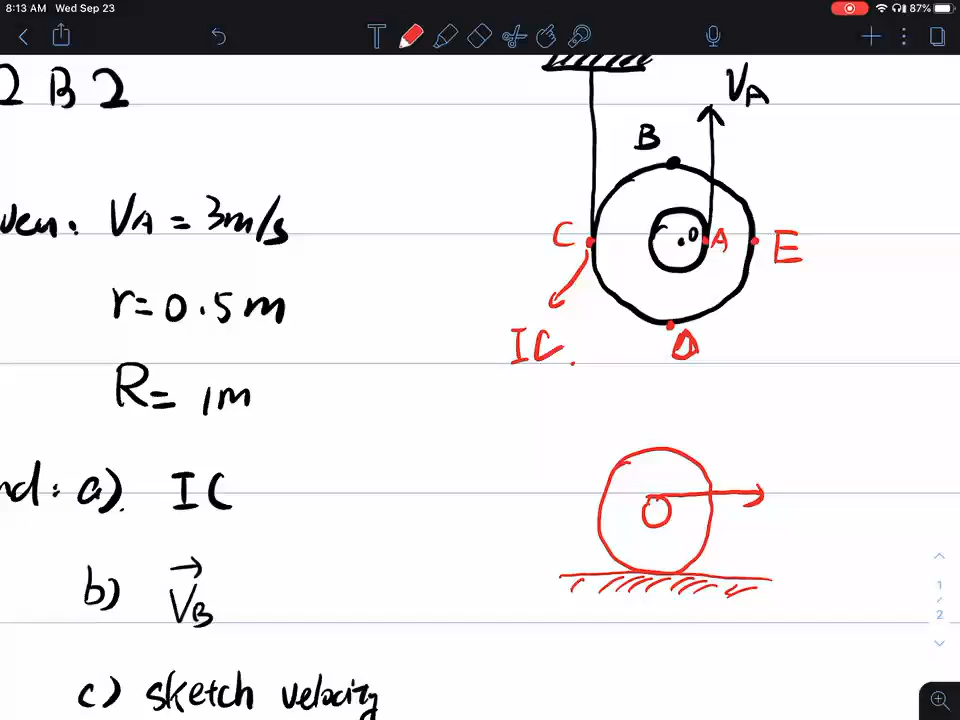 8:13 AM Wed Sep 23
87%
2 B 2
VA
B
ven: VA = 3m/s
C
O
A
E
r= 0.5m
IC.
D
R= 1m
nd: a). IC
b) VB
1
2
c) sketch velocity